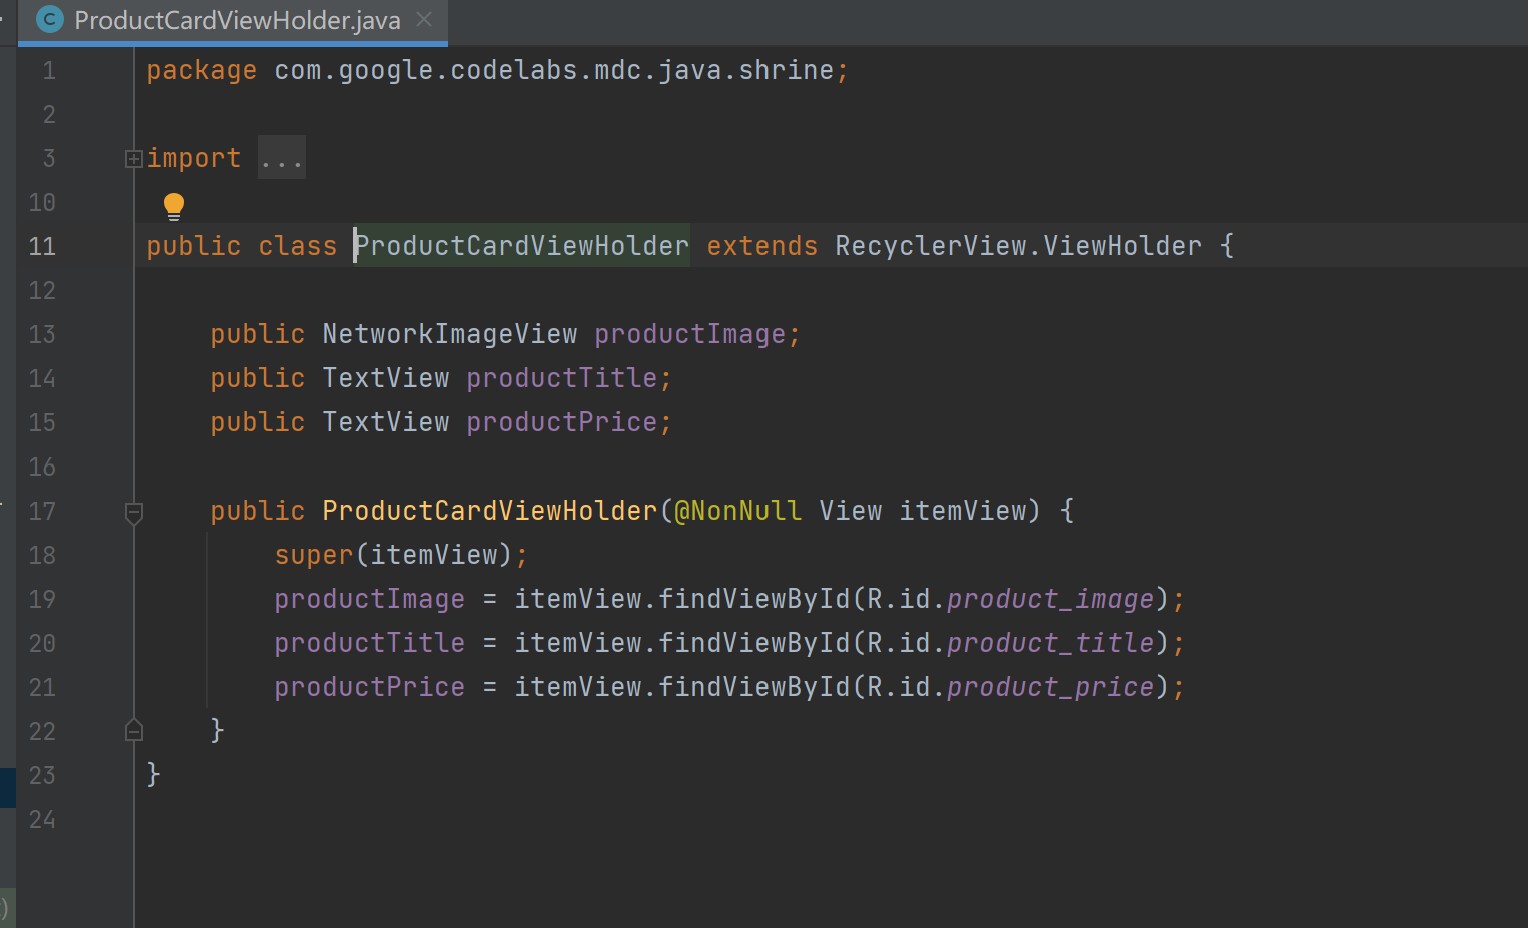 ProductCardViewHolder.java
1 package com.google.codelabs.mdc.java.shrine;
2
3 import ...
10
11 public class ProductCardViewHolder extends RecyclerView.ViewHolder {
12
13 public NetworkImageView productImage;
14 public TextView productTitle;
15 public TextView productPrice;
16
17 public ProductCardViewHolder(@NonNull View itemView) {
18 super(itemView);
19 productImage = itemView.findViewById(R.id.product_image);
20 productTitle = itemView.findViewById(R.id.product_title);
21 productPrice = itemView.findViewById(R.id.product_price);
22 }
23 }
24